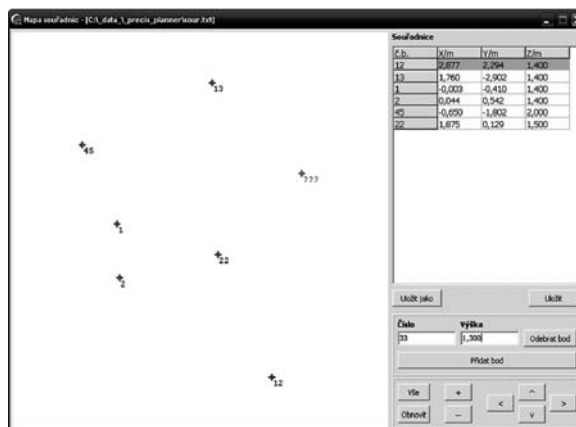 Mapa souřadnic - [C:\_data_\_precis_planner\sour.txt]
Souřadnice
č.b. X/m Y/m Z/m
12 2,877 2,294 1,400
13 1,760 -2,902 1,400
1 -0,003 -0,410 1,400
2 0,044 0,542 1,400
45 -0,650 -1,802 2,000
22 1,875 0,129 1,500
13
45
???
1
22
2
12
Uložit jako Uložit
Číslo Výška
33 1,300 Odebrat bod
Přidat bod
Vše + ^
< >
Obnovit - v